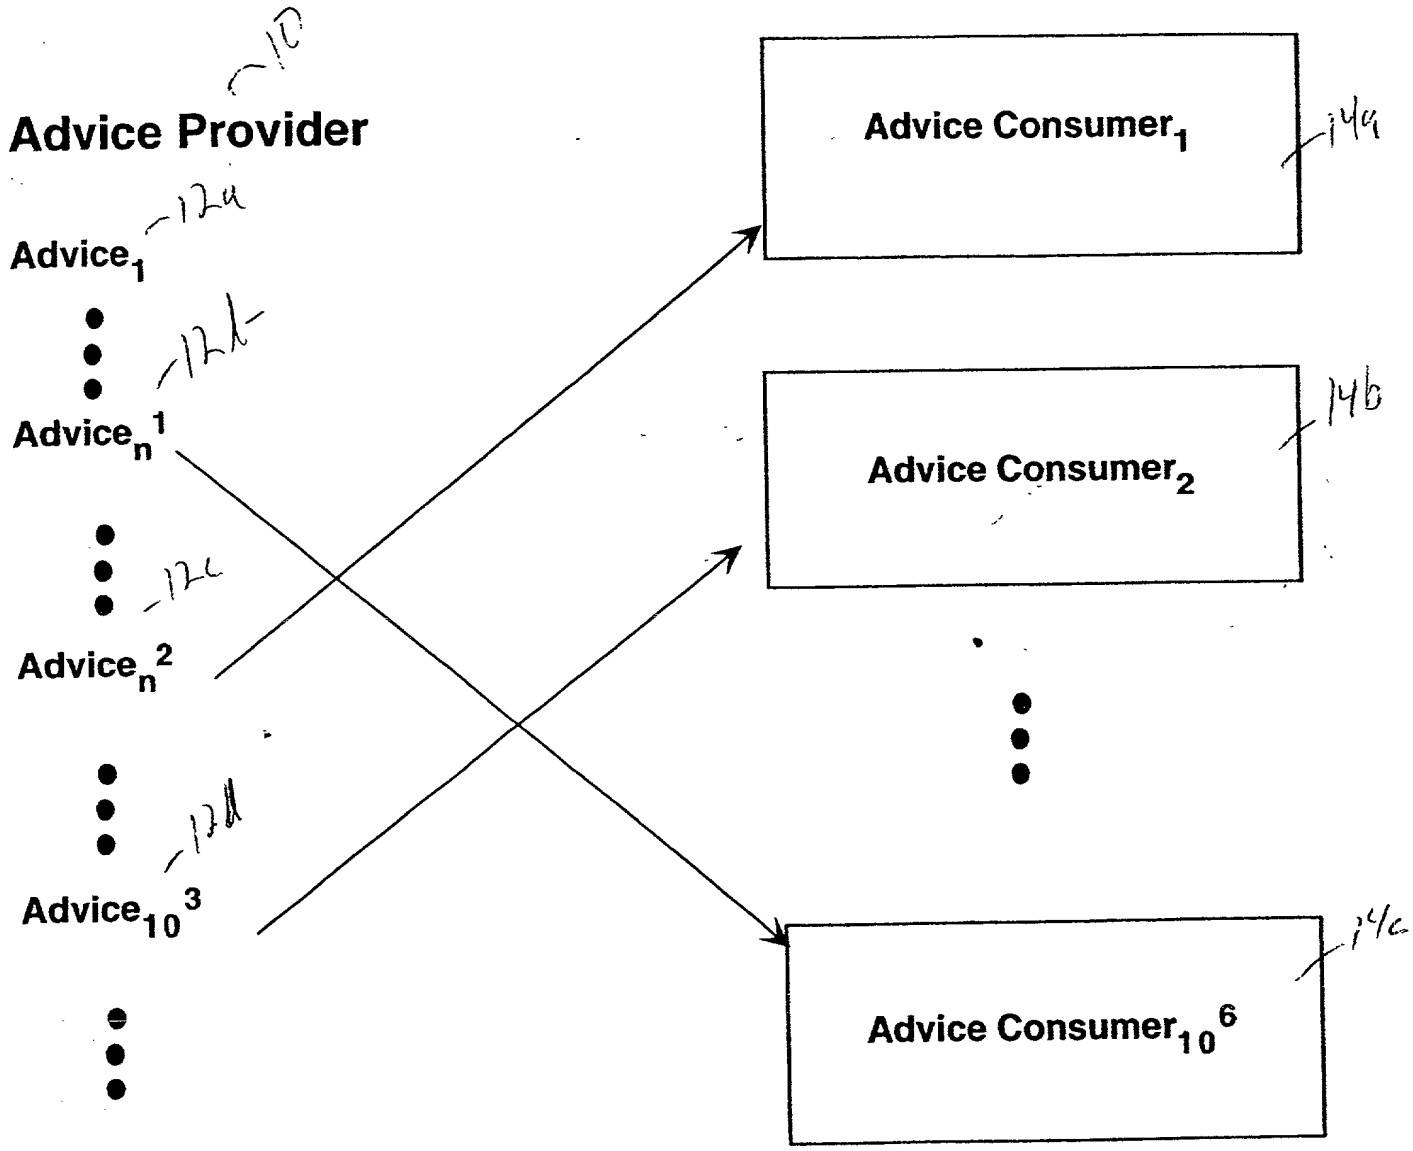 10
Advice Provider
12a
Advice₁
12b
Adviceₙ¹
12c
Adviceₙ²
12d
Advice₁₀³
Advice Consumer₁
14a
Advice Consumer₂
14b
Advice Consumer₁₀⁶
14c